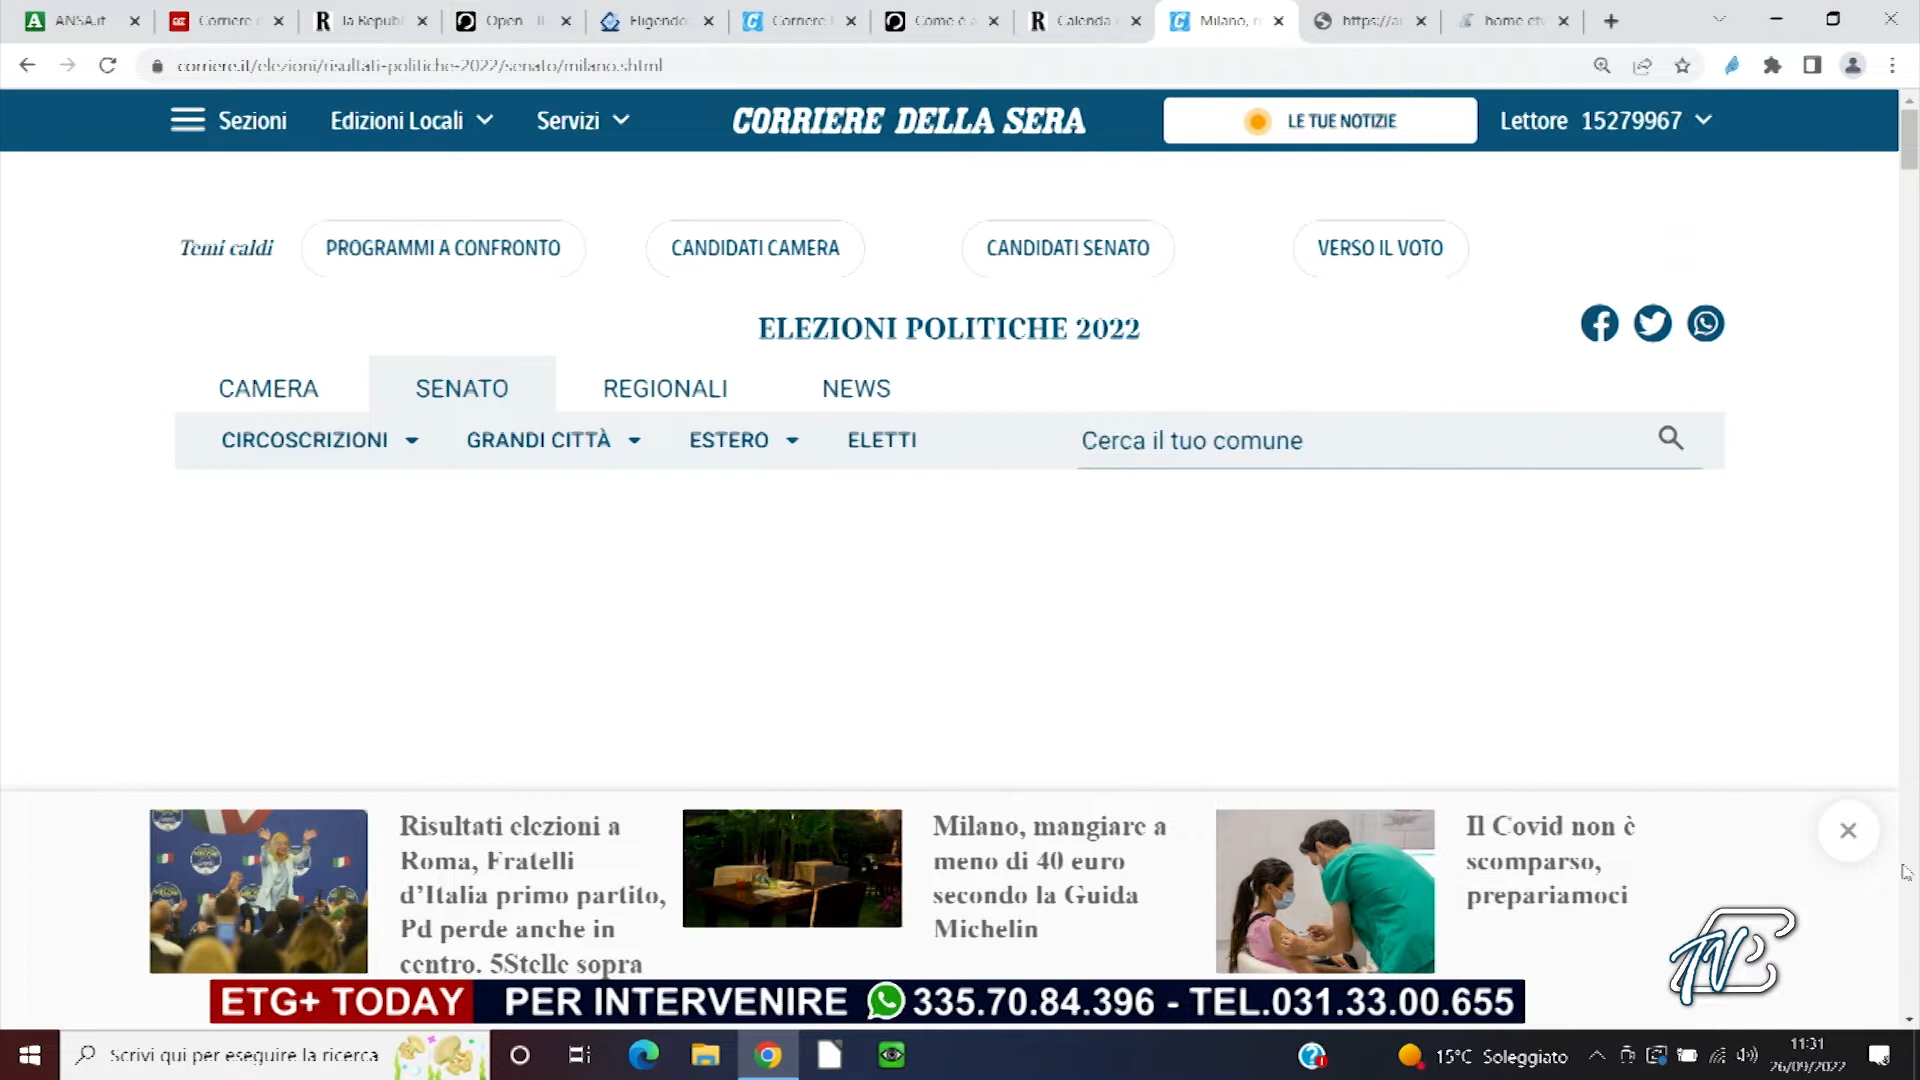 ANSA.it
Corriere
la Repubb
Open
Eligendo
Corriere
Come è a
Calenda
Milano, r
https://a
home
corriere.it/elezioni/risultati-politiche-2022/senato/milano.shtml
Sezioni
Edizioni Locali
Servizi
CORRIERE DELLA SERA
LE TUE NOTIZIE
Lettore 15279967
Temi caldi
PROGRAMMI A CONFRONTO
CANDIDATI CAMERA
CANDIDATI SENATO
VERSO IL VOTO
ELEZIONI POLITICHE 2022
CAMERA
SENATO
REGIONALI
NEWS
CIRCOSCRIZIONI
GRANDI CITTÀ
ESTERO
ELETTI
Cerca il tuo comune
Risultati elezioni a
Roma, Fratelli
d'Italia primo partito,
Pd perde anche in
centro. 5Stelle sopra
Milano, mangiare a
meno di 40 euro
secondo la Guida
Michelin
Il Covid non è
scomparso,
prepariamoci
ETG+ TODAY
PER INTERVENIRE 335.70.84.396 - TEL.031.33.00.655
Scrivi qui per eseguire la ricerca
15°C Soleggiato
11:31
26/09/2022